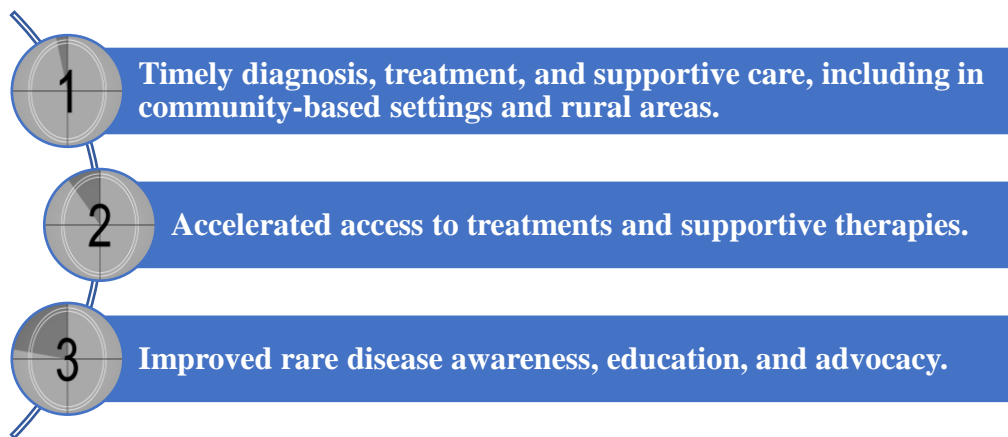 1
Timely diagnosis, treatment, and supportive care, including in
community-based settings and rural areas.
2
Accelerated access to treatments and supportive therapies.
3
Improved rare disease awareness, education, and advocacy.